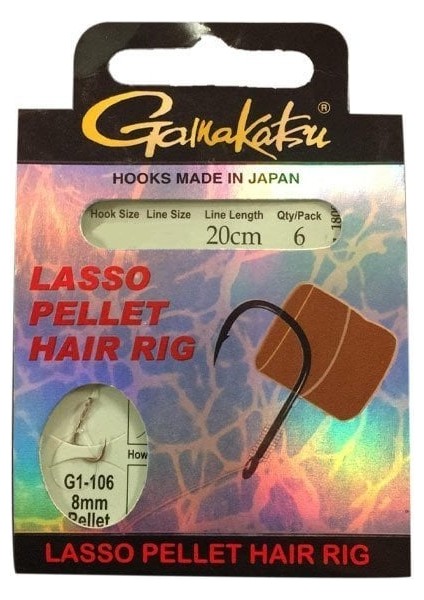 Gamakatsu®
HOOKS MADE IN JAPAN
Hook Size Line Size Line Length Qty/Pack
20cm 6
LASSO
PELLET
HAIR RIG
How
G1-106
8mm
Pellet
LASSO PELLET HAIR RIG